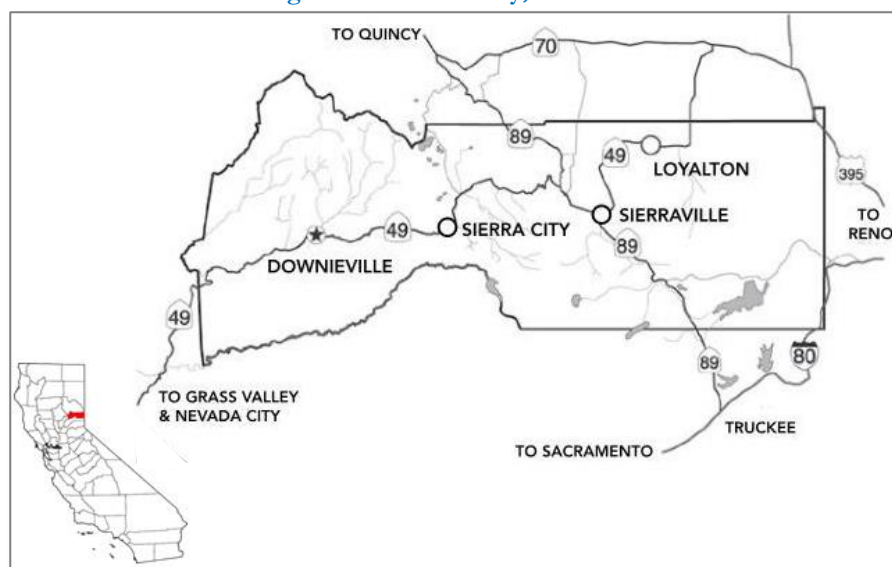 TO QUINCY
70
89
49
LOYALTON
395
SIERRAVILLE
TO
RENO
SIERRA CITY
49
89
DOWNIEVILLE
49
89
80
TO GRASS VALLEY
& NEVADA CITY
TRUCKEE
TO SACRAMENTO